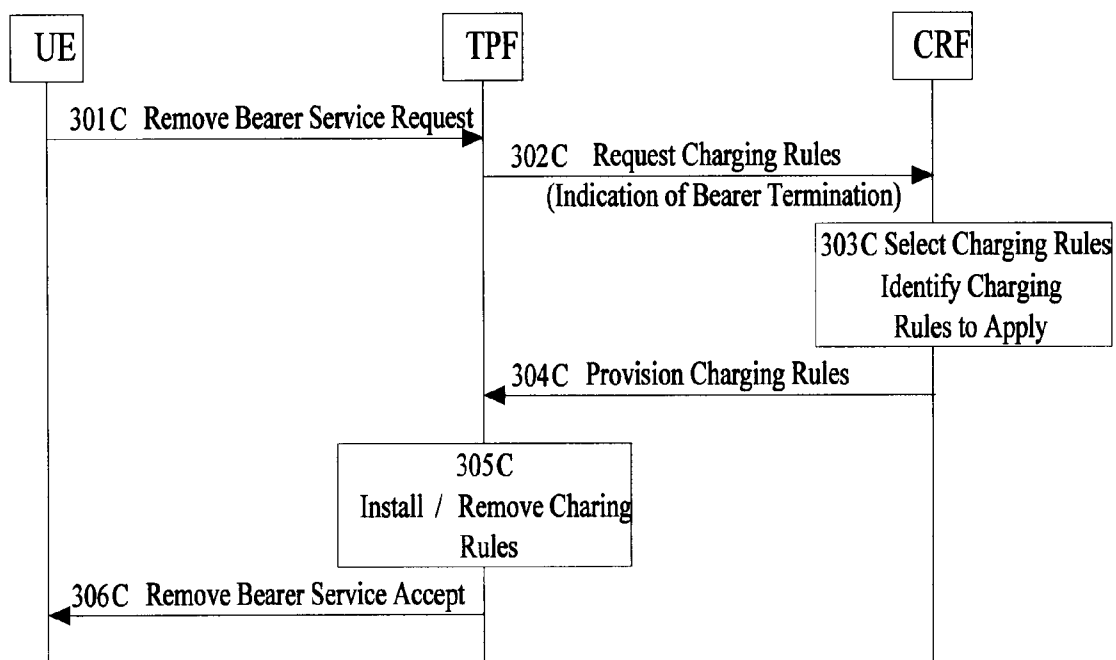 UE
TPF
CRF
301C Remove Bearer Service Request
302C Request Charging Rules
(Indication of Bearer Termination)
303C Select Charging Rules
Identify Charging
Rules to Apply
304C Provision Charging Rules
305C
Install / Remove Charing
Rules
306C Remove Bearer Service Accept